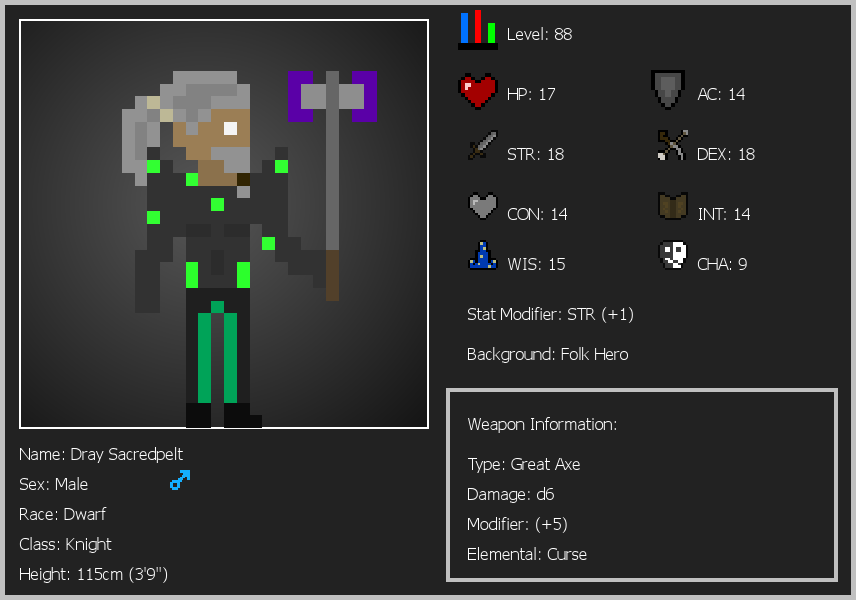 Level: 88
HP: 17
AC: 14
STR: 18
DEX: 18
CON: 14
INT: 14
WIS: 15
CHA: 9
Stat Modifier: STR (+1)
Background: Folk Hero
Weapon Information:
Type: Great Axe
Damage: d6
Modifier: (+5)
Elemental: Curse
Name: Dray Sacredpelt
Sex: Male
Race: Dwarf
Class: Knight
Height: 115cm (3'9")